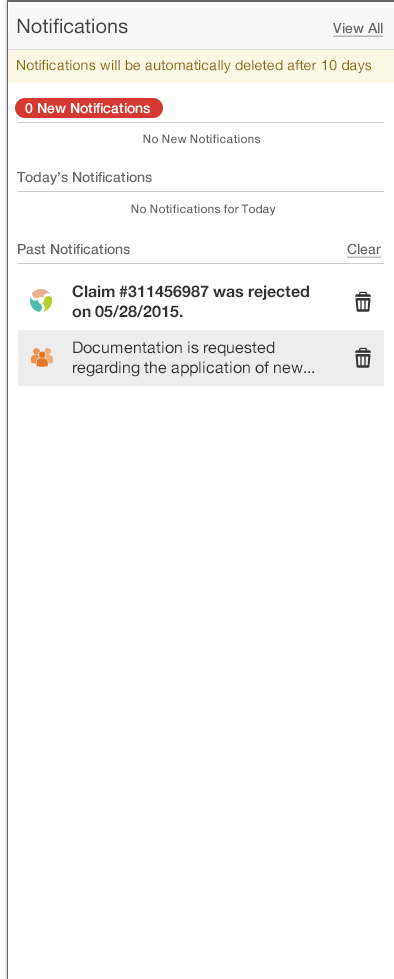 Notifications
View All
Notifications will be automatically deleted after 10 days
0 New Notifications
No New Notifications
Today’s Notifications
No Notifications for Today
Past Notifications
Clear
Claim #311456987 was rejected
on 05/28/2015.
Documentation is requested
regarding the application of new...